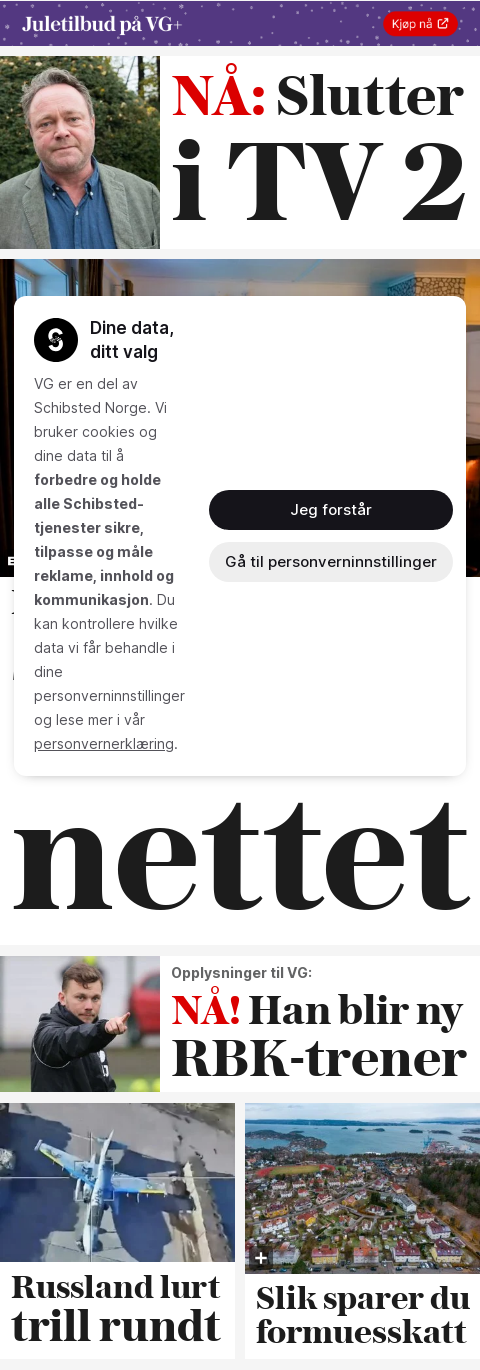 Juletilbud på VG+
Kjøp nå
NÅ: Slutter
i TV 2
Dine data,
ditt valg
VG er en del av
Schibsted Norge. Vi
bruker cookies og
dine data til å
forbedre og holde
alle Schibsted-
tjenester sikre,
tilpasse og måle
reklame, innhold og
kommunikasjon. Du
kan kontrollere hvilke
data vi får behandle i
dine
personverninnstillinger
og lese mer i vår
personvernerklæring.
Jeg forstår
Gå til personverninnstillinger
nettet
Opplysninger til VG:
NÅ! Han blir ny
RBK-trener
Russland lurt
trill rundt
Slik sparer du
formuesskatt